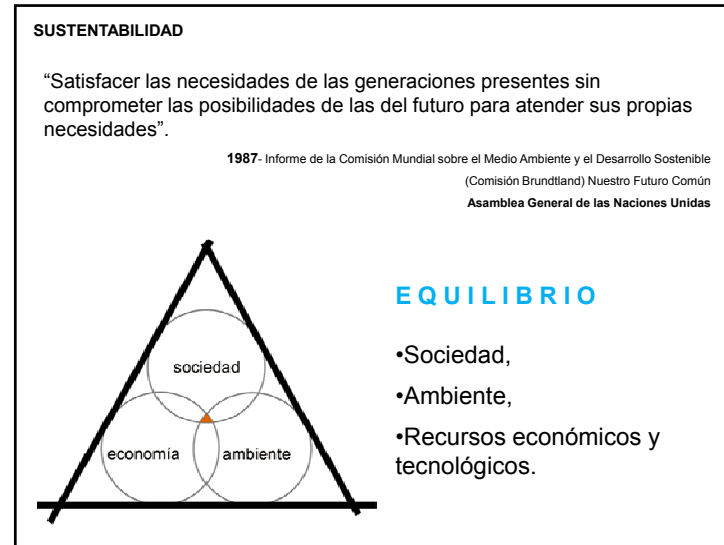 SUSTENTABILIDAD
“Satisfacer las necesidades de las generaciones presentes sin
comprometer las posibilidades de las del futuro para atender sus propias
necesidades”.
1987- Informe de la Comisión Mundial sobre el Medio Ambiente y el Desarrollo Sostenible
(Comisión Brundtland) Nuestro Futuro Común
Asamblea General de las Naciones Unidas
sociedad
economía
ambiente
E Q U I L I B R I O
•Sociedad,
•Ambiente,
•Recursos económicos y
tecnológicos.